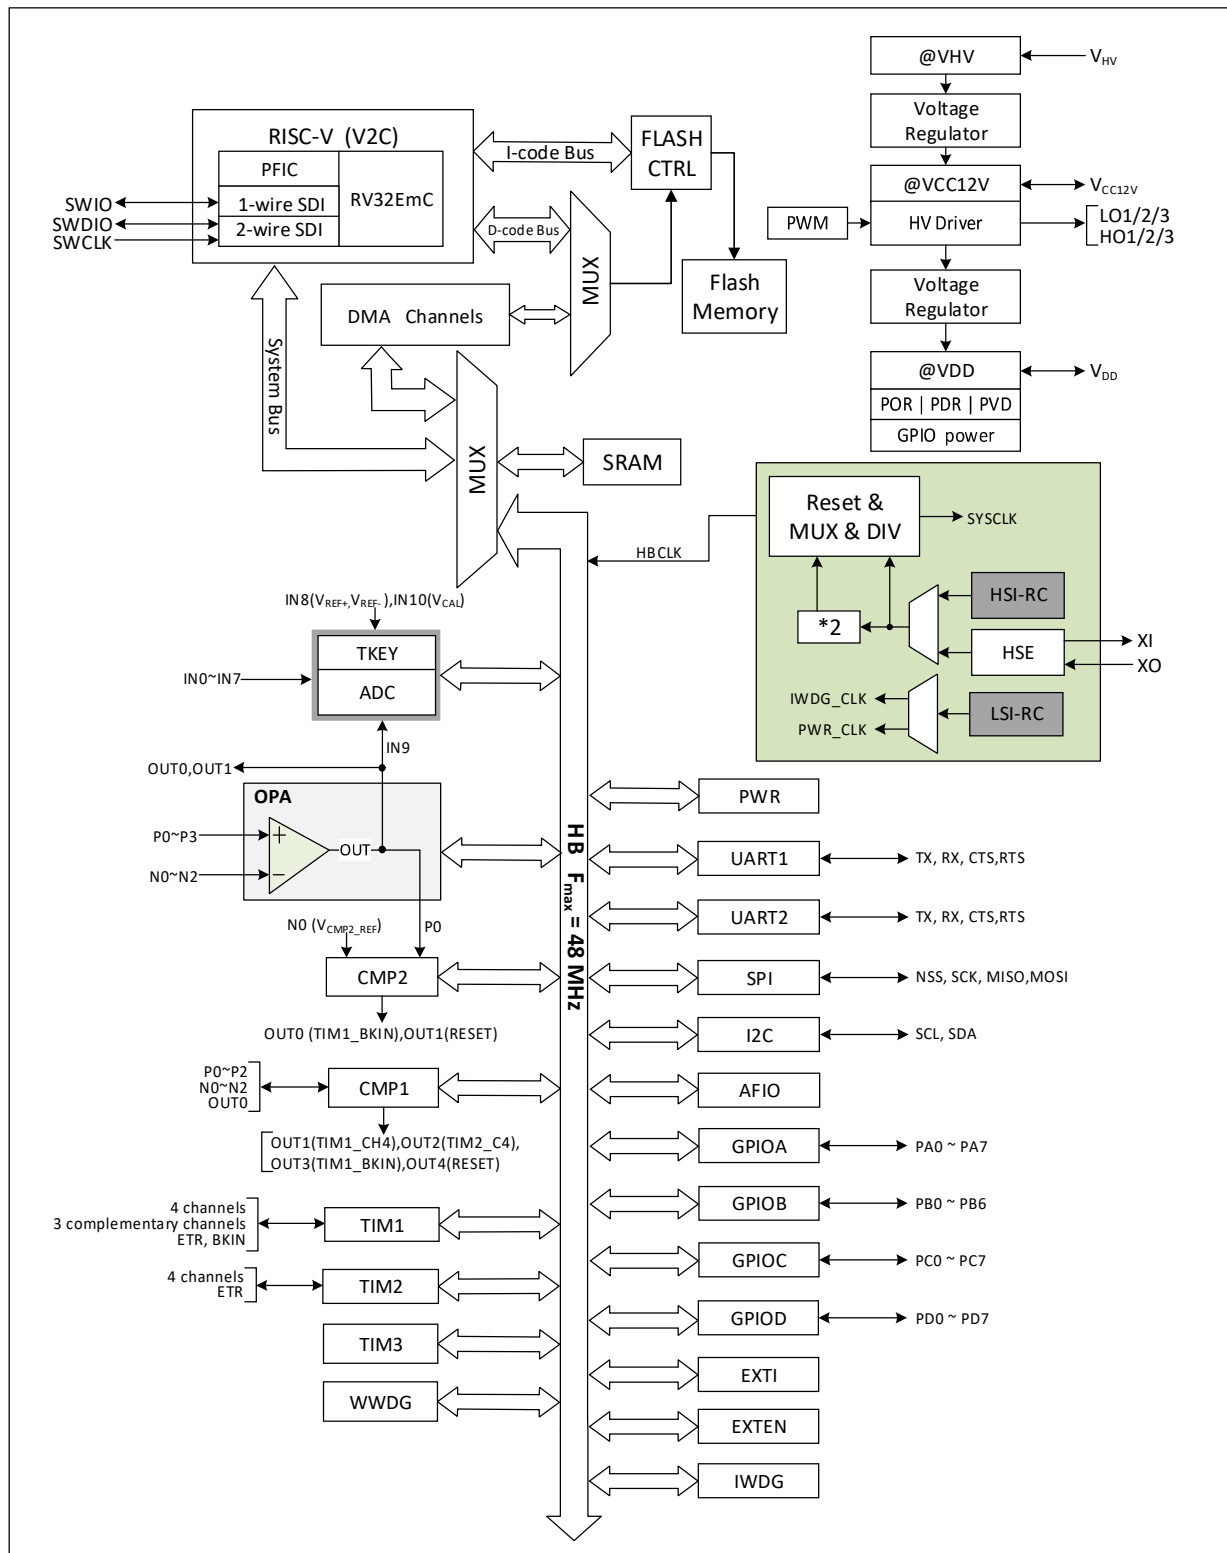 @VHV
V_HV
Voltage
Regulator
@VCC12V
V_CC12V
PWM
HV Driver
LO1/2/3
HO1/2/3
Voltage
Regulator
@VDD
V_DD
POR | PDR | PVD
GPIO power
RISC-V (V2C)
PFIC
1-wire SDI
2-wire SDI
RV32EmC
SWIO
SWDIO
SWCLK
I-code Bus
FLASH
CTRL
D-code Bus
MUX
Flash
Memory
DMA Channels
System Bus
MUX
SRAM
Reset &
MUX & DIV
SYSCLK
HBCLK
HSI-RC
*2
HSE
XI
XO
IWDG_CLK
PWR_CLK
LSI-RC
IN8(V_REF+,V_REF-),IN10(V_CAL)
TKEY
ADC
IN0~IN7
IN9
OUT0,OUT1
OPA
P0~P3
+
OUT
N0~N2
−
N0 (V_CMP2_REF)
P0
CMP2
OUT0 (TIM1_BKIN),OUT1(RESET)
P0~P2
N0~N2
OUT0
CMP1
OUT1(TIM1_CH4),OUT2(TIM2_C4),
OUT3(TIM1_BKIN),OUT4(RESET)
4 channels
3 complementary channels
ETR, BKIN
TIM1
4 channels
ETR
TIM2
TIM3
WWDG
HB F_max = 48 MHz
PWR
UART1
TX, RX, CTS,RTS
UART2
TX, RX, CTS,RTS
SPI
NSS, SCK, MISO,MOSI
I2C
SCL, SDA
AFIO
GPIOA
PA0 ~ PA7
GPIOB
PB0 ~ PB6
GPIOC
PC0 ~ PC7
GPIOD
PD0 ~ PD7
EXTI
EXTEN
IWDG